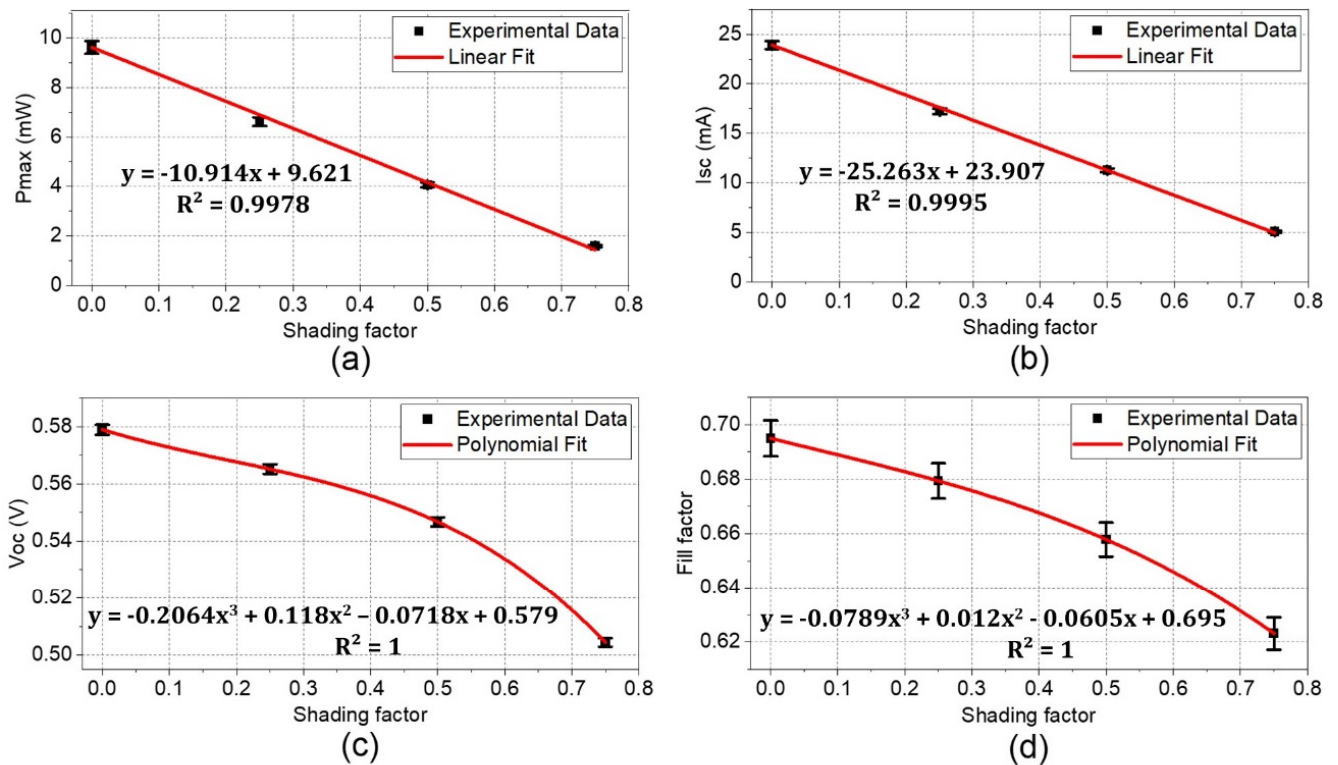 Pmax (mW)
10
8
6
4
2
0
Experimental Data
Linear Fit
y = -10.914x + 9.621
R² = 0.9978
0.0 0.1 0.2 0.3 0.4 0.5 0.6 0.7 0.8
Shading factor
(a)
Isc (mA)
25
20
15
10
5
0
Experimental Data
Linear Fit
y = -25.263x + 23.907
R² = 0.9995
0.0 0.1 0.2 0.3 0.4 0.5 0.6 0.7 0.8
Shading factor
(b)
Voc (V)
0.58
0.56
0.54
0.52
0.50
Experimental Data
Polynomial Fit
y = -0.2064x³ + 0.118x² − 0.0718x + 0.579
R² = 1
0.0 0.1 0.2 0.3 0.4 0.5 0.6 0.7 0.8
Shading factor
(c)
Fill factor
0.70
0.68
0.66
0.64
0.62
Experimental Data
Polynomial Fit
y = -0.0789x³ + 0.012x² - 0.0605x + 0.695
R² = 1
0.0 0.1 0.2 0.3 0.4 0.5 0.6 0.7 0.8
Shading factor
(d)